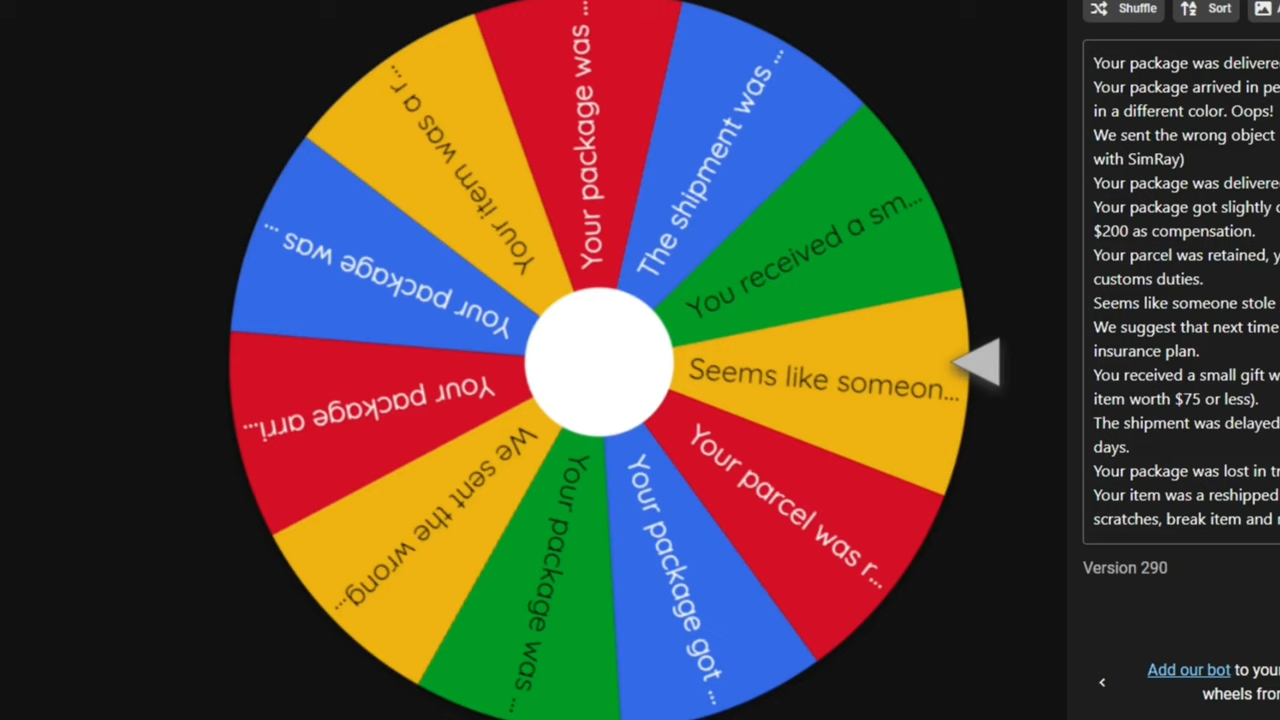 Shuffle
Sort
Your package was ...
The shipment was ...
You received a sm...
Seems like someon...
Your parcel was r...
Your package got ...
Your package was ...
We sent the wrong...
Your package arri...
Your package was ...
Your item was a r...
Your package was delivere
Your package arrived in pe
in a different color. Oops!
We sent the wrong object
with SimRay)
Your package was delivere
Your package got slightly
$200 as compensation.
Your parcel was retained, y
customs duties.
Seems like someone stole
We suggest that next time
insurance plan.
You received a small gift w
item worth $75 or less).
The shipment was delayed
days.
Your package was lost in tr
Your item was a reshipped
scratches, break item and
Version 290
Add our bot to your
wheels from